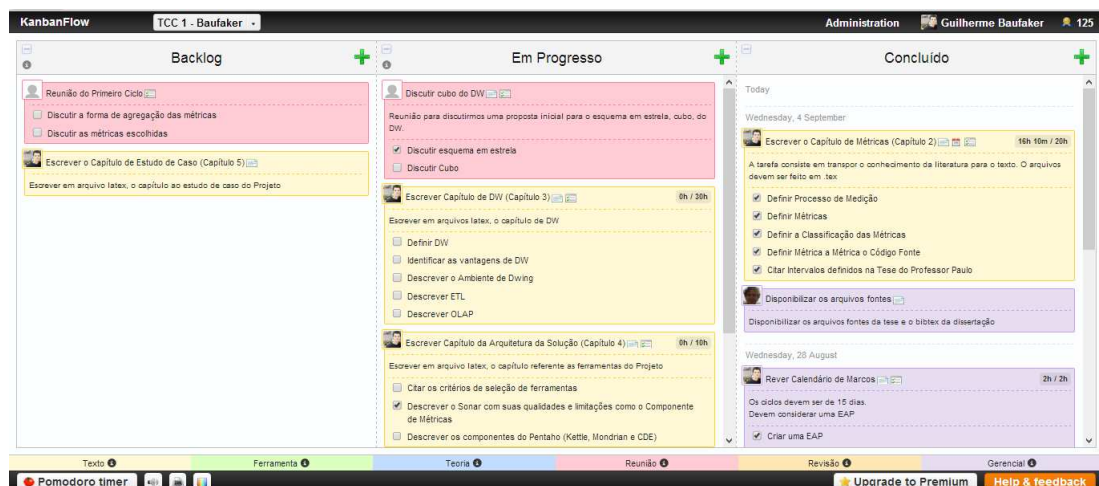 KanbanFlow
TCC 1 - Baufaker
Administration
Guilherme Baufaker
125
Backlog
Reunião do Primeiro Ciclo
Discutir a forma de agregação das métricas
Discutir as métricas escolhidas
Escrever o Capítulo de Estudo de Caso (Capítulo 5)
Escrever em arquivo latex, o capítulo ao estudo de caso do Projeto
Em Progresso
Discutir cubo do DW
Reunião para discutirmos uma proposta inicial para o esquema em estrela, cubo, do
DW.
Discutir esquema em estrela
Discutir Cubo
Escrever Capítulo de DW (Capítulo 3)
0h / 30h
Escrever em arquivos latex, o capítulo de DW
Definir DW
Identificar as vantagens de DW
Descrever o Ambiente de Dwing
Descrever ETL
Descrever OLAP
Escrever Capítulo da Arquitetura da Solução (Capítulo 4)
0h / 10h
Escrever em arquivo latex, o capítulo referente as ferramentas do Projeto
Citar os critérios de seleção de ferramentas
Descrever o Sonar com suas qualidades e limitações como o Componente
de Métricas
Descrever os componentes do Pentaho (Kettle, Mondrian e CDE)
Concluído
Today
Wednesday, 4 September
Escrever o Capítulo de Métricas (Capítulo 2)
16h 10m / 20h
A tarefa consiste em transpor o conhecimento da literatura para o texto. O arquivos
devem ser feito em .tex
Definir Processo de Medição
Definir Métricas
Definir a Classificação das Métricas
Definir Métrica a Métrica o Código Fonte
Citar Intervalos definidos na Tese do Professor Paulo
Disponibilizar os arquivos fontes
Disponibilizar os arquivos fontes da tese e o bibtex da dissertação
Wednesday, 28 August
Rever Calendário de Marcos
2h / 2h
Os ciclos devem ser de 15 dias.
Devem considerar uma EAP
Criar uma EAP
Texto
Ferramenta
Teoria
Reunião
Revisão
Gerencial
Pomodoro timer
Upgrade to Premium
Help & feedback